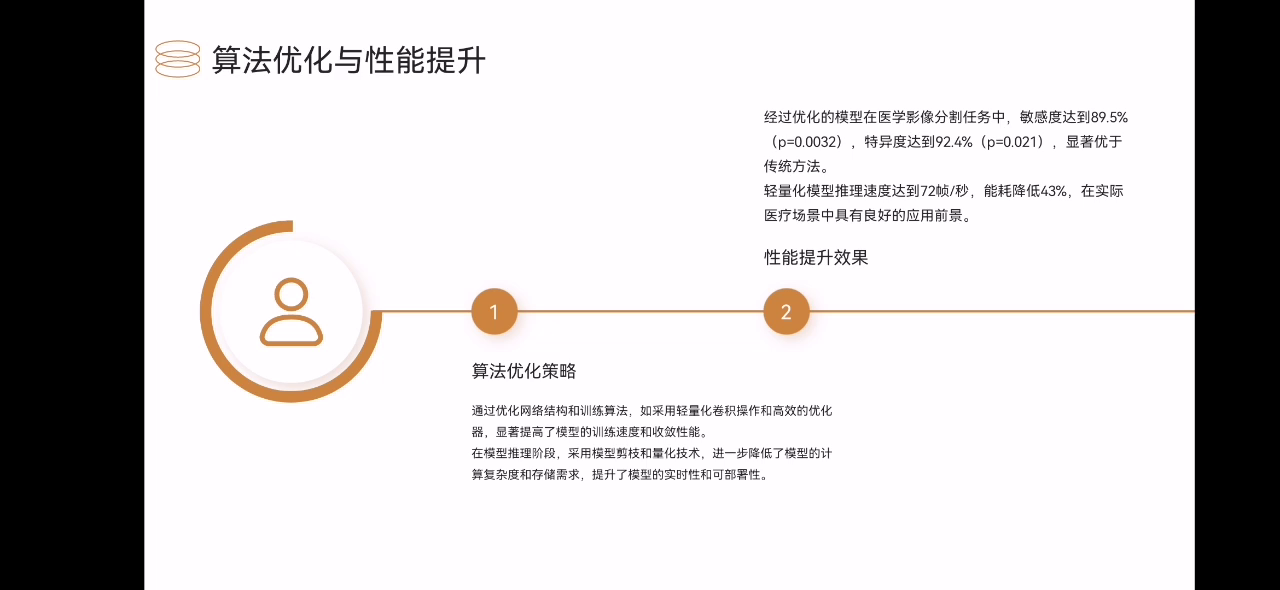 算法优化与性能提升
经过优化的模型在医学影像分割任务中，敏感度达到89.5%
（p=0.0032），特异度达到92.4%（p=0.021），显著优于
传统方法。
轻量化模型推理速度达到72帧/秒，能耗降低43%，在实际
医疗场景中具有良好的应用前景。
性能提升效果
1
2
算法优化策略
通过优化网络结构和训练算法，如采用轻量化卷积操作和高效的优化
器，显著提高了模型的训练速度和收敛性能。
在模型推理阶段，采用模型剪枝和量化技术，进一步降低了模型的计
算复杂度和存储需求，提升了模型的实时性和可部署性。